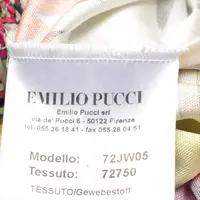 EMILIO PUCCI
Emilio Pucci srl
via de' Pucci 6 - 50122 Firenze
tel 055 26 18 41 - fax 055 28 04 51
Modello: 72JW05
Tessuto: 72750
TESSUTO/Gewebestoff